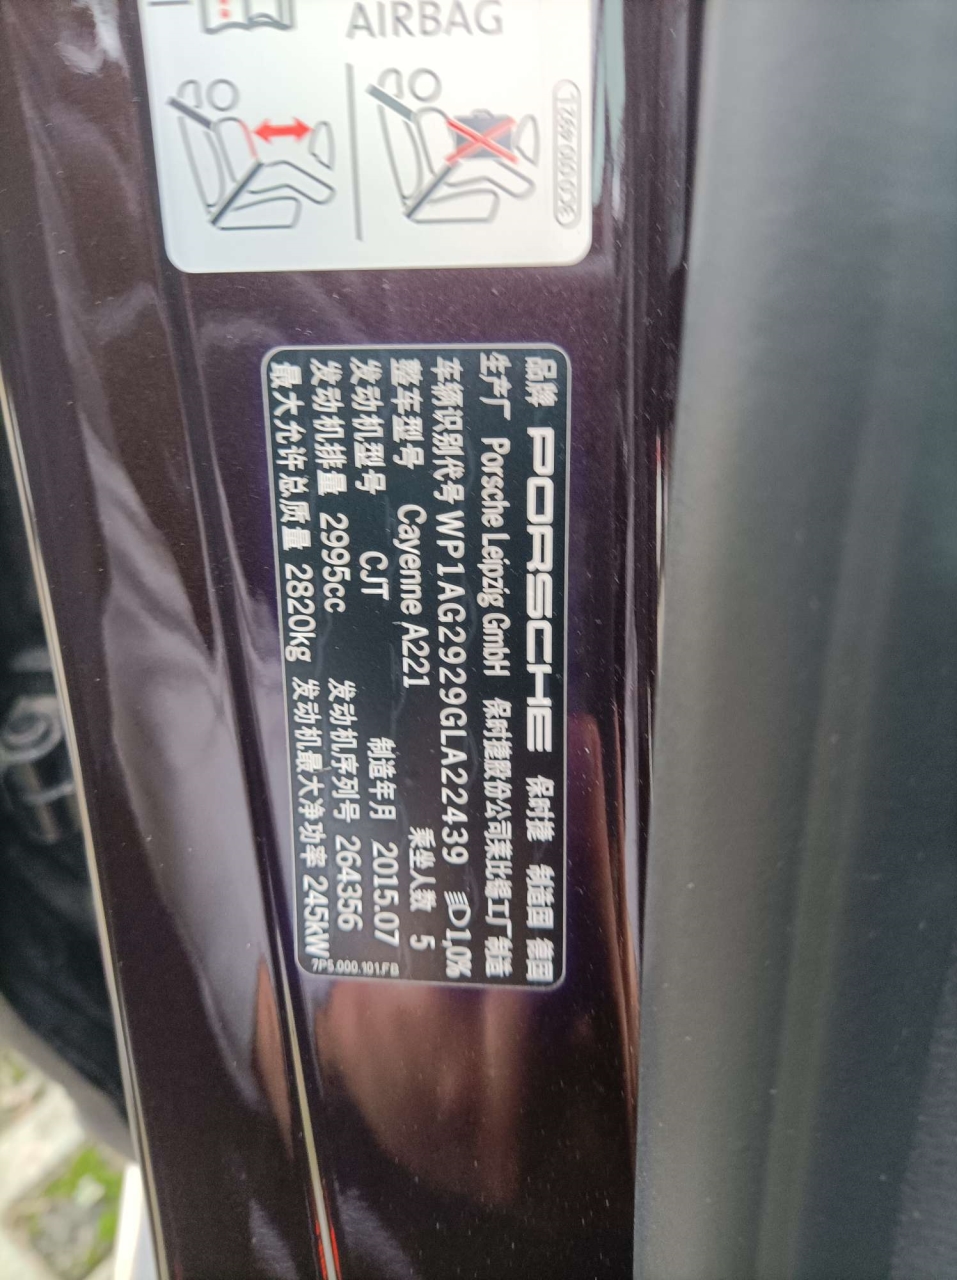 AIRBAG
品牌 PORSCHE 保时捷 制造国 德国
生产厂 Porsche Leipzig GmbH 保时捷股份公司莱比锡工厂制造
车辆识别代号 WP1AG2929GLA22439 1,0%
整车型号 Cayenne A221 乘坐人数 5
发动机型号 CJT 制造年月 2015.07
发动机排量 2995cc 发动机序列号 264356
最大允许总质量 2820kg 发动机最大净功率 245kW
7P5.000.101.FB